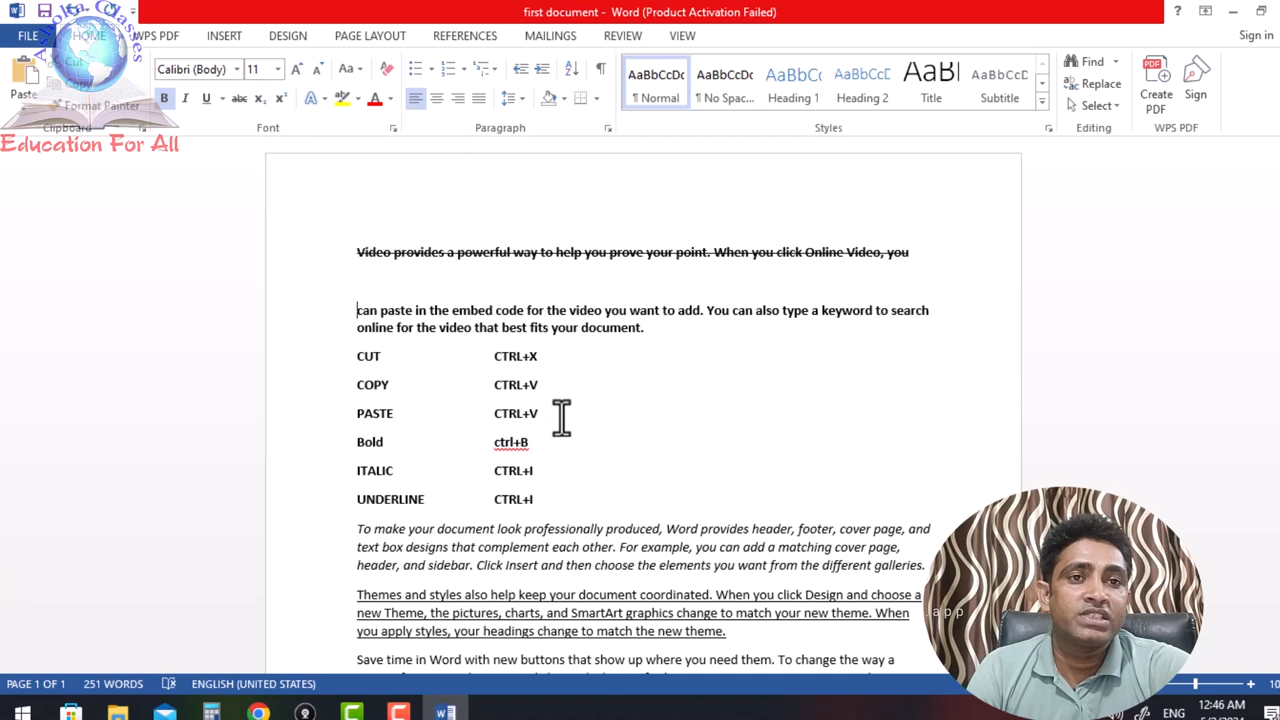 first document - Word (Product Activation Failed)
Sign in
FILE HOME WPS PDF INSERT DESIGN PAGE LAYOUT REFERENCES MAILINGS REVIEW VIEW
Ashoka Classes
Education For All
Paste
Cut
Copy
Format Painter
Clipboard
Calibri (Body) 11
Font
Paragraph
AaBbCcDc AaBbCcDc AaBbCc AaBbCcD AaBl AaBbCcD
¶ Normal ¶ No Spac... Heading 1 Heading 2 Title Subtitle
Styles
Find
Replace
Select
Editing
Create PDF
Sign
WPS PDF
Video provides a powerful way to help you prove your point. When you click Online Video, you
can paste in the embed code for the video you want to add. You can also type a keyword to search
online for the video that best fits your document.
CUT CTRL+X
COPY CTRL+V
PASTE CTRL+V
Bold ctrl+B
ITALIC CTRL+I
UNDERLINE CTRL+I
To make your document look professionally produced, Word provides header, footer, cover page, and
text box designs that complement each other. For example, you can add a matching cover page,
header, and sidebar. Click Insert and then choose the elements you want from the different galleries.
Themes and styles also help keep your document coordinated. When you click Design and choose a
new Theme, the pictures, charts, and SmartArt graphics change to match your new theme. When
you apply styles, your headings change to match the new theme.
Save time in Word with new buttons that show up where you need them. To change the way a
PAGE 1 OF 1 251 WORDS ENGLISH (UNITED STATES)
12:46 AM
ENG